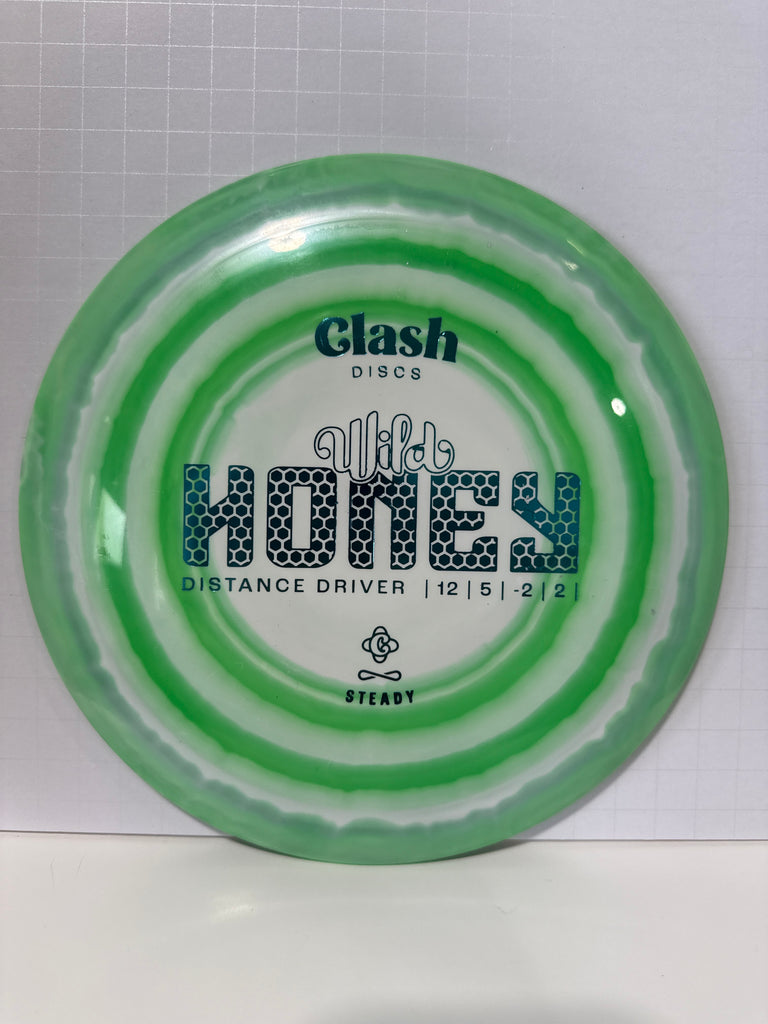 Clash
DISCS
Wild
HONEY
DISTANCE DRIVER | 12 | 5 | -2 | 2 |
C
STEADY